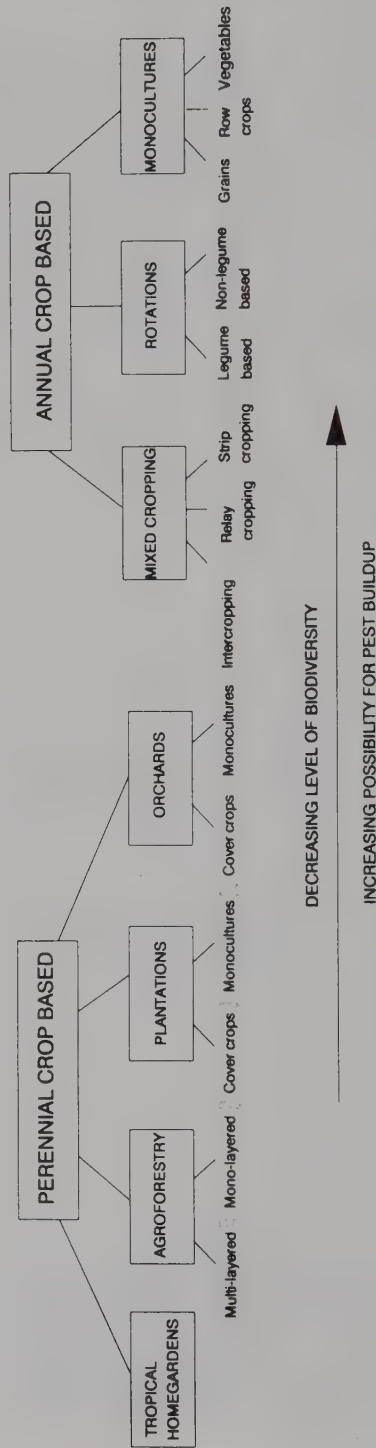 PERENNIAL CROP BASED
ANNUAL CROP BASED
TROPICAL
HOMEGARDENS
AGROFORESTRY
PLANTATIONS
ORCHARDS
MIXED CROPPING
ROTATIONS
MONOCULTURES
Multi-layered
Mono-layered
Cover crops
Monocultures
Cover crops
Monocultures
Intercropping
Relay
cropping
Strip
cropping
Legume
based
Non-legume
based
Grains
Row
crops
Vegetables
DECREASING LEVEL OF BIODIVERSITY
INCREASING POSSIBILITY FOR PEST BUILDUP